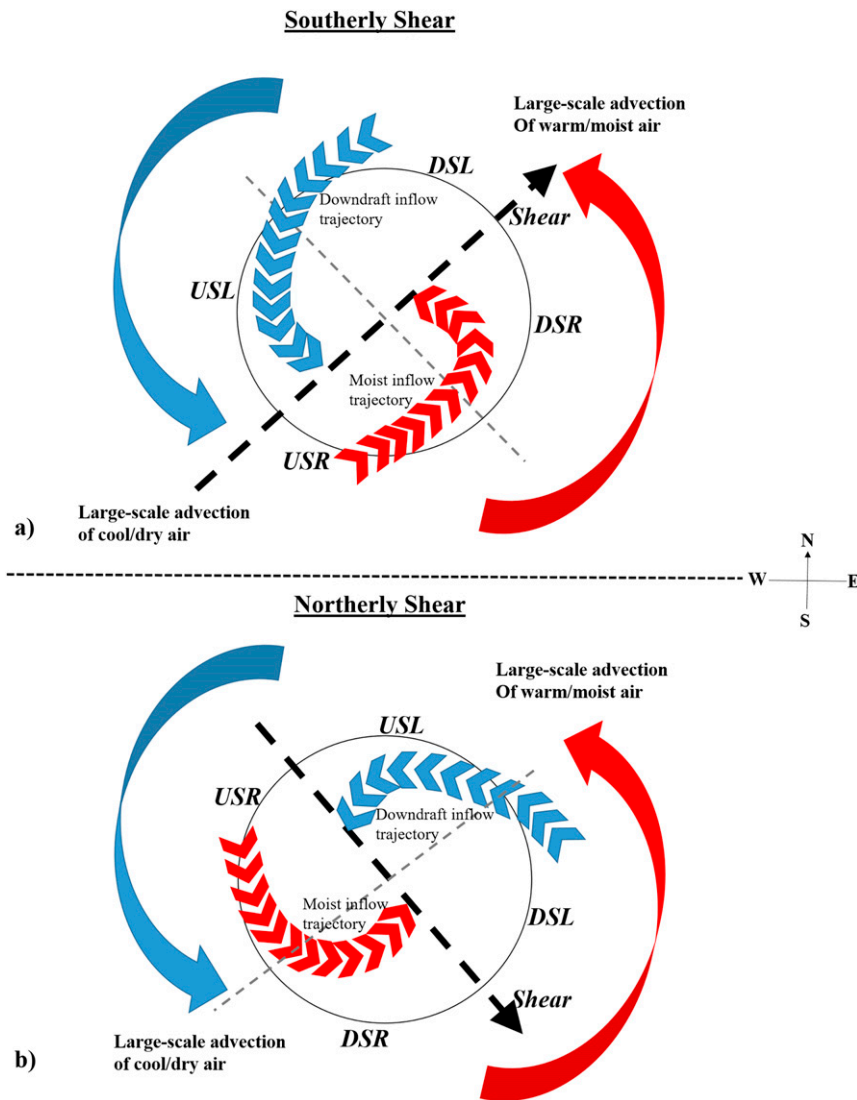 Southerly Shear
Large-scale advection
Of warm/moist air
DSL
Downdraft inflow
trajectory
Shear
USL
DSR
Moist inflow
trajectory
USR
Large-scale advection
of cool/dry air
a)
N
W
E
S
Northerly Shear
Large-scale advection
Of warm/moist air
USL
USR
Downdraft inflow
trajectory
Moist inflow
trajectory
DSL
Shear
DSR
Large-scale advection
of cool/dry air
b)